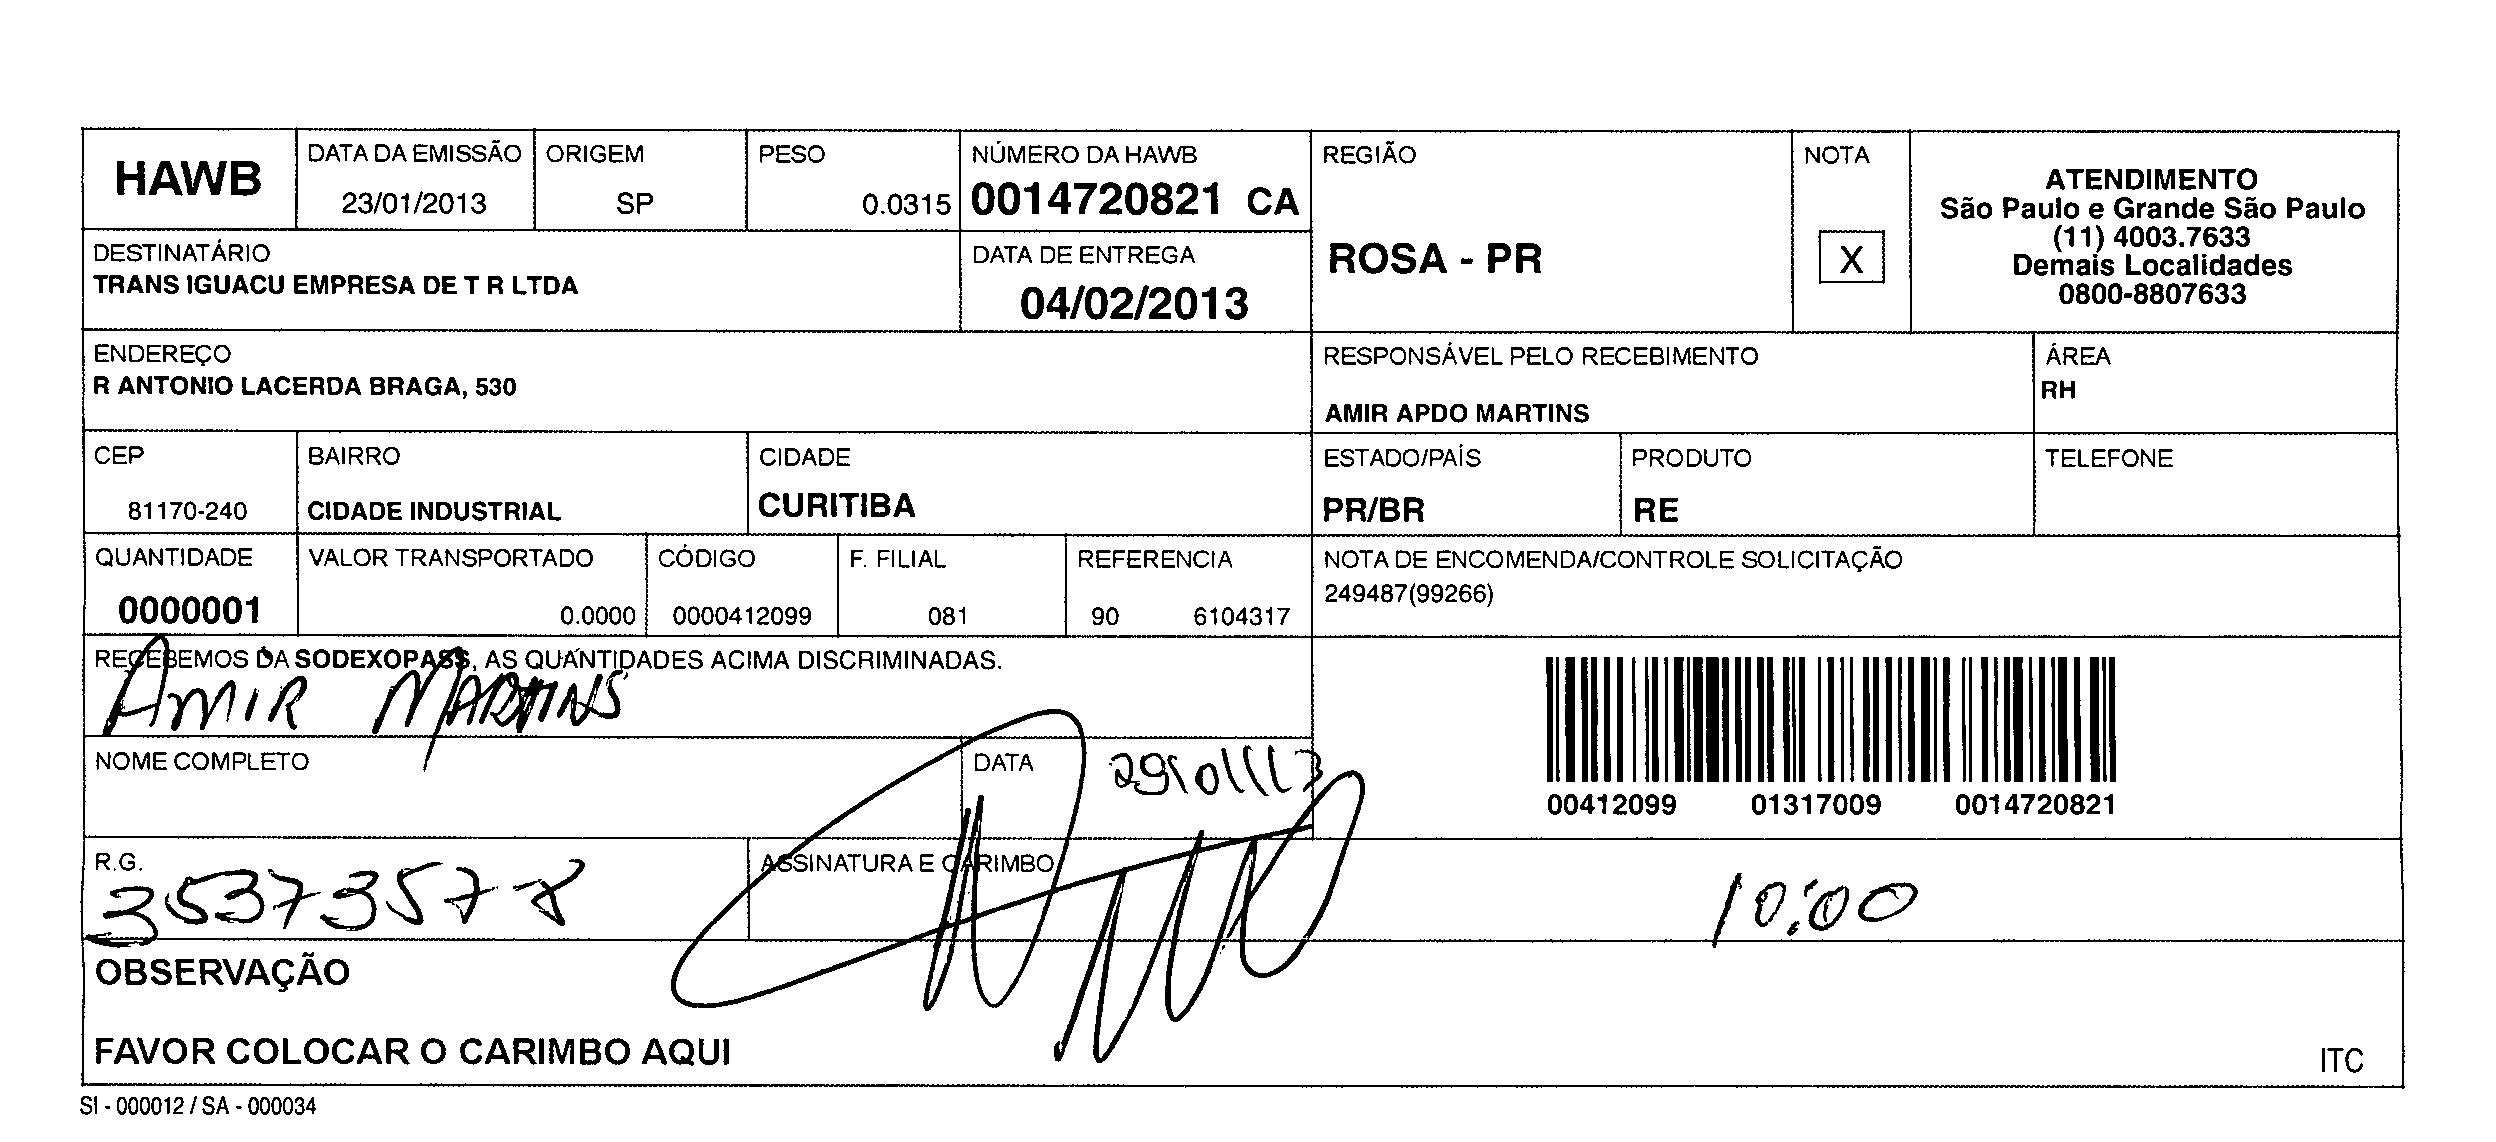 HAWB
DATA DA EMISSÃO
23/01/2013
ORIGEM
SP
PESO
0.0315
NÚMERO DA HAWB
0014720821 CA
REGIÃO
ROSA - PR
NOTA
X
ATENDIMENTO
São Paulo e Grande São Paulo
(11) 4003.7633
Demais Localidades
0800-8807633
DESTINATÁRIO
TRANS IGUACU EMPRESA DE T R LTDA
DATA DE ENTREGA
04/02/2013
ENDEREÇO
R ANTONIO LACERDA BRAGA, 530
RESPONSÁVEL PELO RECEBIMENTO
AMIR APDO MARTINS
ÁREA
RH
CEP
81170-240
BAIRRO
CIDADE INDUSTRIAL
CIDADE
CURITIBA
ESTADO/PAÍS
PR/BR
PRODUTO
RE
TELEFONE
QUANTIDADE
0000001
VALOR TRANSPORTADO
0.0000
CÓDIGO
0000412099
F. FILIAL
081
REFERENCIA
90 6104317
NOTA DE ENCOMENDA/CONTROLE SOLICITAÇÃO
249487(99266)
RECEBEMOS DA SODEXOPASS, AS QUANTIDADES ACIMA DISCRIMINADAS.
AMIR MARTINS
NOME COMPLETO
DATA
29/01/13
00412099 01317009 0014720821
R.G.
3537357-8
ASSINATURA E CARIMBO
10:00
OBSERVAÇÃO
FAVOR COLOCAR O CARIMBO AQUI
ITC
SI - 000012 / SA - 000034